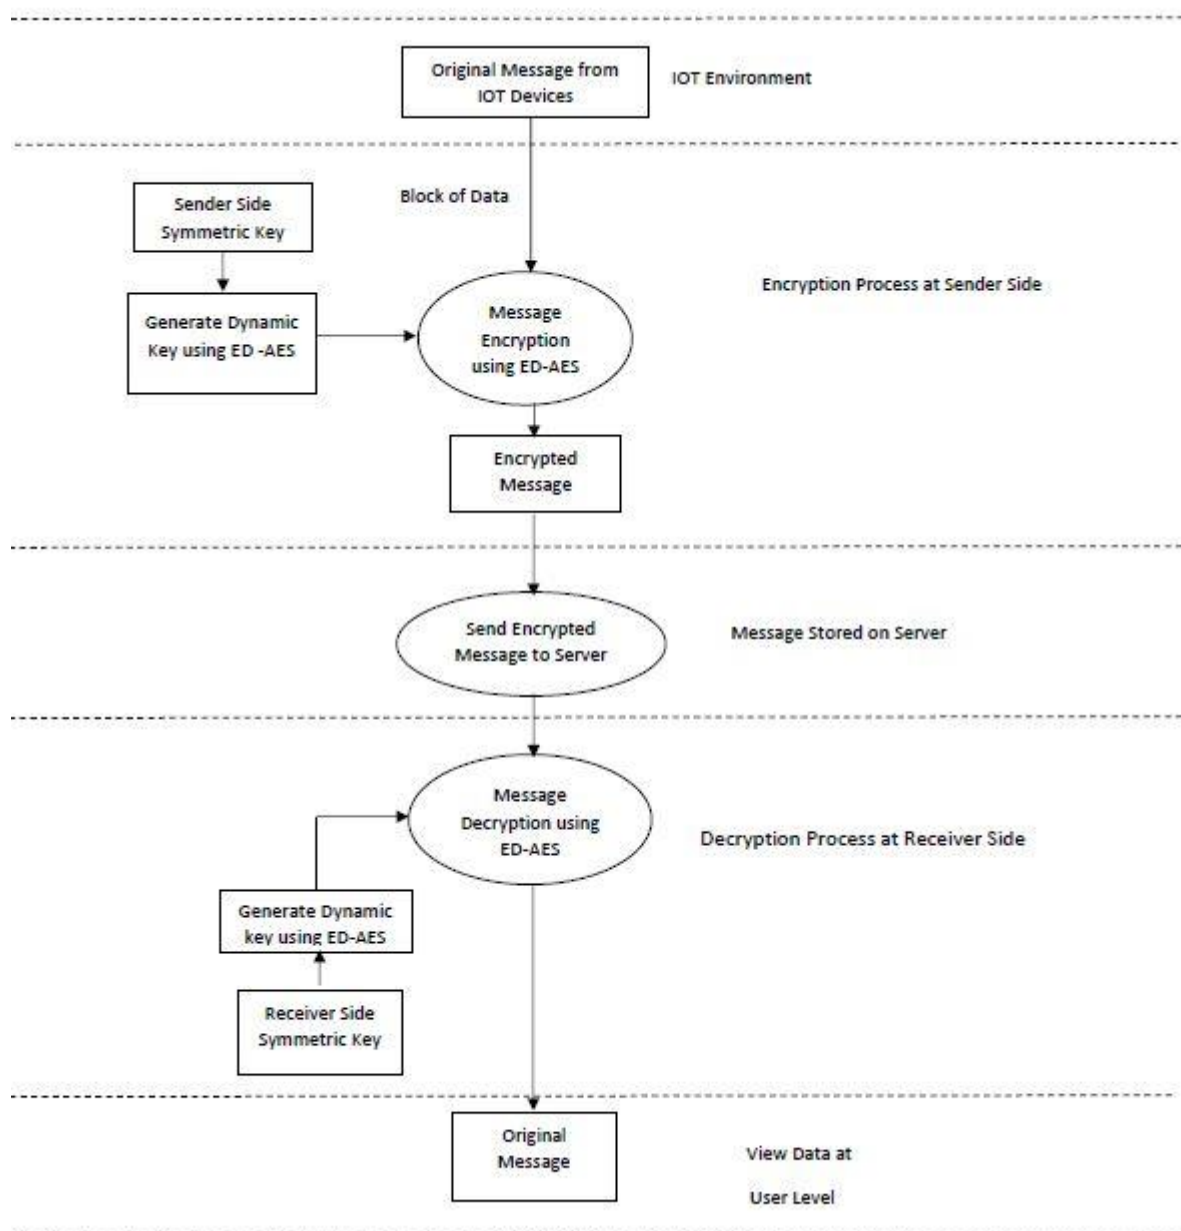 Original Message from
IOT Devices
IOT Environment
Block of Data
Sender Side
Symmetric Key
Encryption Process at Sender Side
Generate Dynamic
Key using ED -AES
Message
Encryption
using ED-AES
Encrypted
Message
Send Encrypted
Message to Server
Message Stored on Server
Message
Decryption using
ED-AES
Decryption Process at Receiver Side
Generate Dynamic
key using ED-AES
Receiver Side
Symmetric Key
Original
Message
View Data at
User Level